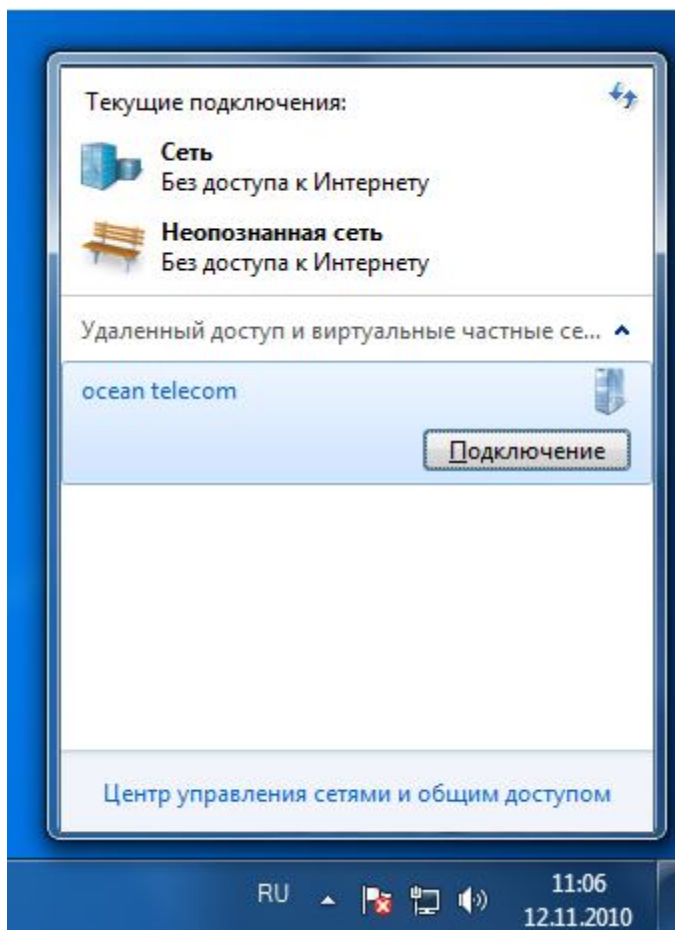 Текущие подключения:
Сеть
Без доступа к Интернету
Неопознанная сеть
Без доступа к Интернету
Удаленный доступ и виртуальные частные се...
ocean telecom
Подключение
Центр управления сетями и общим доступом
RU
11:06
12.11.2010